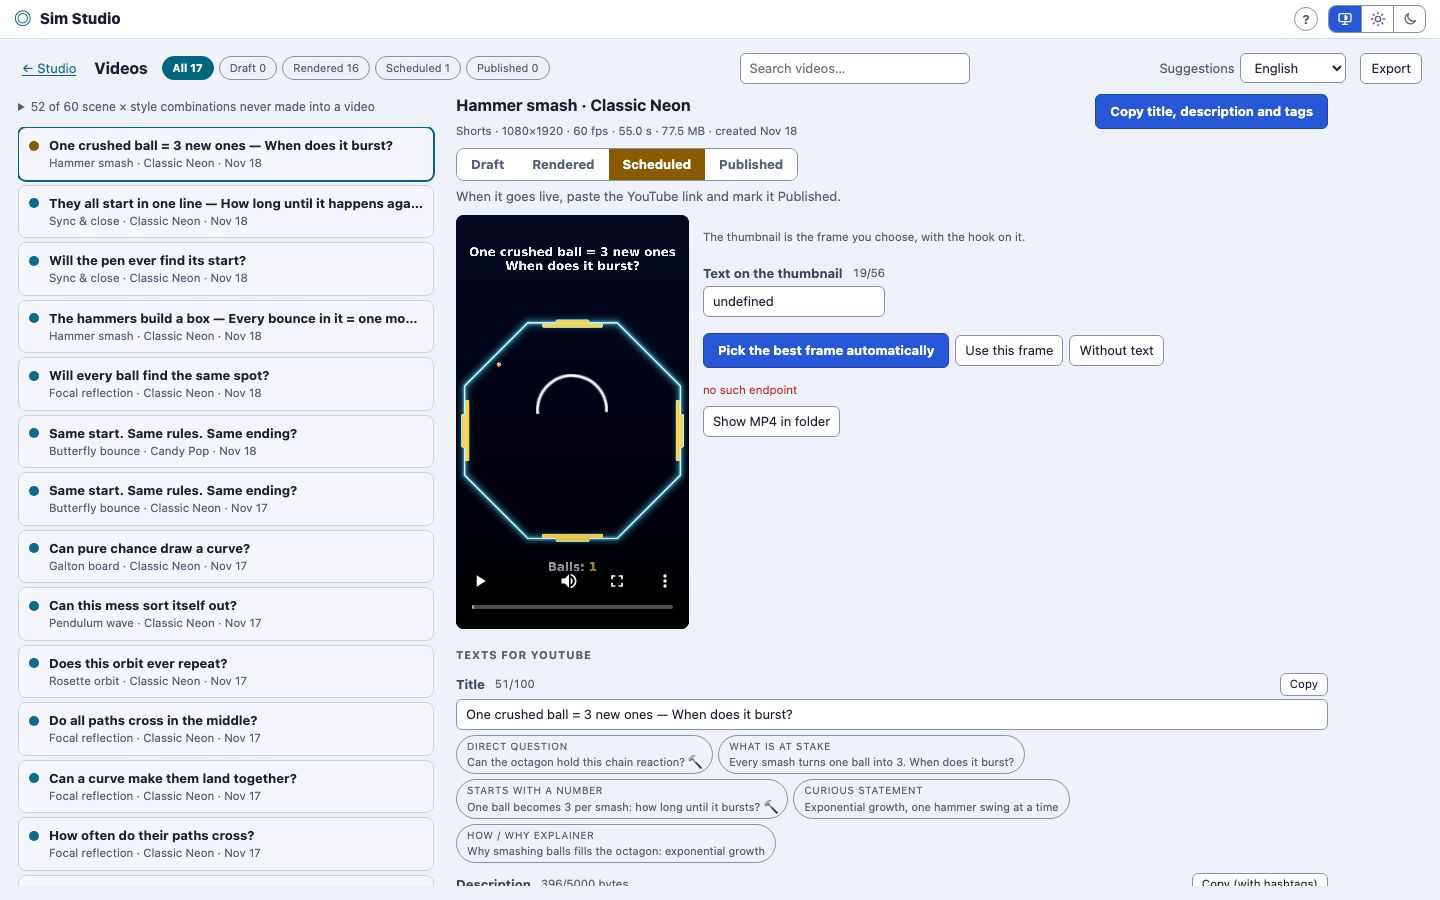 Sim Studio
?
← Studio
Videos
All 17
Draft 0
Rendered 16
Scheduled 1
Published 0
Search videos...
Suggestions
English
Export
▶ 52 of 60 scene × style combinations never made into a video
One crushed ball = 3 new ones — When does it burst?
Hammer smash · Classic Neon · Nov 18
They all start in one line — How long until it happens aga...
Sync & close · Classic Neon · Nov 18
Will the pen ever find its start?
Sync & close · Classic Neon · Nov 18
The hammers build a box — Every bounce in it = one mo...
Hammer smash · Classic Neon · Nov 18
Will every ball find the same spot?
Focal reflection · Classic Neon · Nov 18
Same start. Same rules. Same ending?
Butterfly bounce · Candy Pop · Nov 18
Same start. Same rules. Same ending?
Butterfly bounce · Classic Neon · Nov 17
Can pure chance draw a curve?
Galton board · Classic Neon · Nov 17
Can this mess sort itself out?
Pendulum wave · Classic Neon · Nov 17
Does this orbit ever repeat?
Rosette orbit · Classic Neon · Nov 17
Do all paths cross in the middle?
Focal reflection · Classic Neon · Nov 17
Can a curve make them land together?
Focal reflection · Classic Neon · Nov 17
How often do their paths cross?
Focal reflection · Classic Neon · Nov 17
Hammer smash · Classic Neon
Copy title, description and tags
Shorts · 1080×1920 · 60 fps · 55.0 s · 77.5 MB · created Nov 18
Draft
Rendered
Scheduled
Published
When it goes live, paste the YouTube link and mark it Published.
One crushed ball = 3 new ones
When does it burst?
Balls: 1
The thumbnail is the frame you choose, with the hook on it.
Text on the thumbnail 19/56
undefined
Pick the best frame automatically
Use this frame
Without text
no such endpoint
Show MP4 in folder
TEXTS FOR YOUTUBE
Title 51/100
Copy
One crushed ball = 3 new ones — When does it burst?
DIRECT QUESTION
Can the octagon hold this chain reaction? 🔨
WHAT IS AT STAKE
Every smash turns one ball into 3. When does it burst?
STARTS WITH A NUMBER
One ball becomes 3 per smash: how long until it bursts? 🔨
CURIOUS STATEMENT
Exponential growth, one hammer swing at a time
HOW / WHY EXPLAINER
Why smashing balls fills the octagon: exponential growth
Description 396/5000 bytes
Copy (with hashtags)